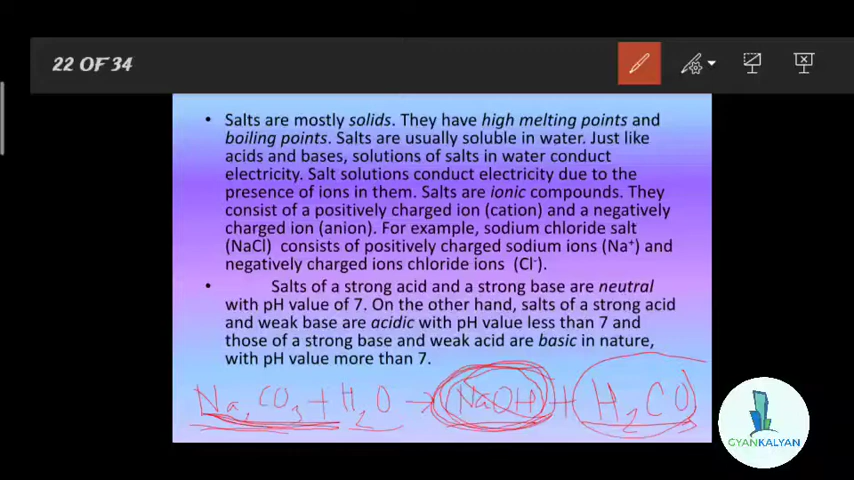 22 OF 34
• Salts are mostly solids. They have high melting points and
boiling points. Salts are usually soluble in water. Just like
acids and bases, solutions of salts in water conduct
electricity. Salt solutions conduct electricity due to the
presence of ions in them. Salts are ionic compounds. They
consist of a positively charged ion (cation) and a negatively
charged ion (anion). For example, sodium chloride salt
(NaCl) consists of positively charged sodium ions (Na⁺) and
negatively charged ions chloride ions (Cl⁻).
• Salts of a strong acid and a strong base are neutral
with pH value of 7. On the other hand, salts of a strong acid
and weak base are acidic with pH value less than 7 and
those of a strong base and weak acid are basic in nature,
with pH value more than 7.
Na₂CO₃ + H₂O → NaOH + H₂CO
GYANKALYAN